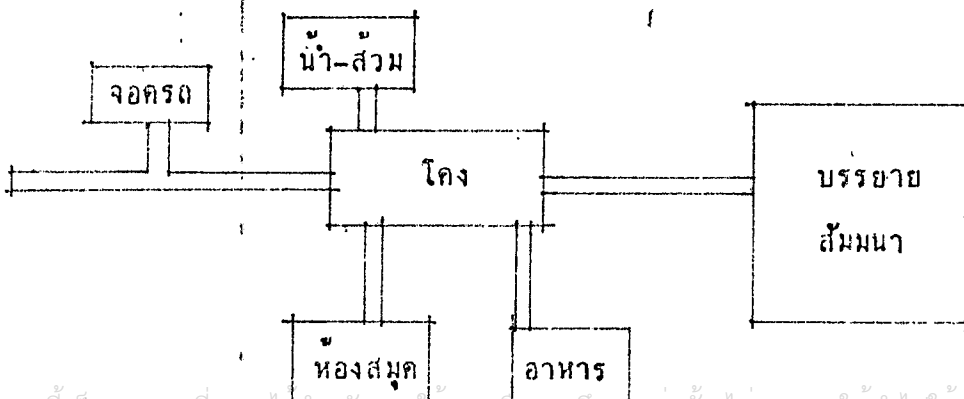 น้ำ-ส้วม
จอดรถ
โถง
บรรยาย
สัมมนา
ห้องสมุด
อาหาร